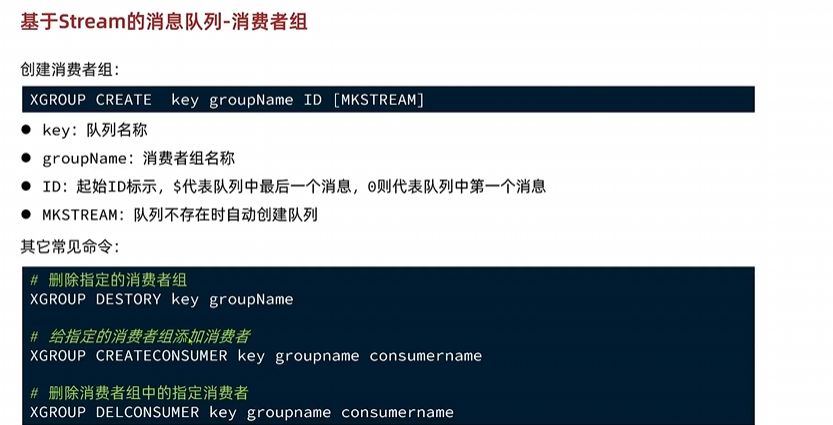 基于Stream的消息队列-消费者组
创建消费者组：
XGROUP CREATE  key groupName ID [MKSTREAM]
● key：队列名称
● groupName：消费者组名称
● ID：起始ID标示，$代表队列中最后一个消息，0则代表队列中第一个消息
● MKSTREAM：队列不存在时自动创建队列
其它常见命令：
# 删除指定的消费者组
XGROUP DESTORY key groupName
# 给指定的消费者组添加消费者
XGROUP CREATECONSUMER key groupname consumername
# 删除消费者组中的指定消费者
XGROUP DELCONSUMER key groupname consumername